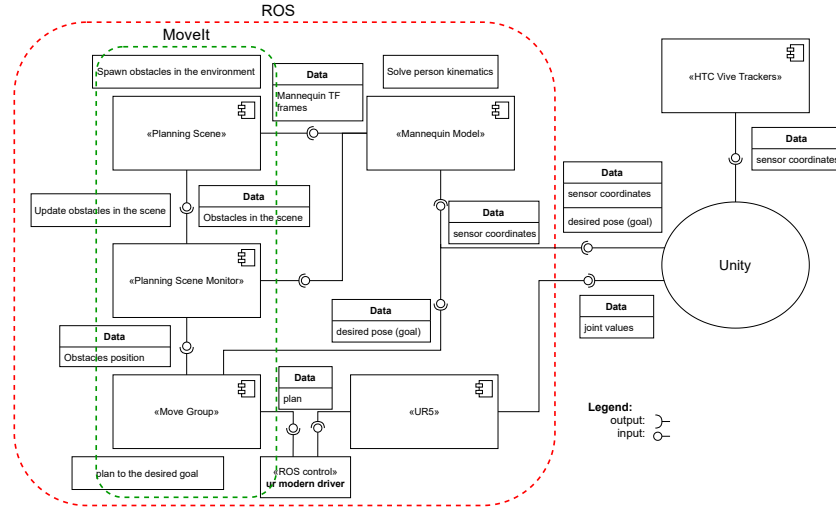 ROS
MoveIt
Spawn obstacles in the environment
Data
Mannequin TF
frames
Solve person kinematics
«HTC Vive Trackers»
«Planning Scene»
«Mannequin Model»
Data
sensor coordinates
Data
sensor coordinates
desired pose (goal)
Update obstacles in the scene
Data
Obstacles in the scene
Data
sensor coordinates
Unity
«Planning Scene Monitor»
Data
desired pose (goal)
Data
joint values
Data
Obstacles position
Data
plan
«Move Group»
«UR5»
Legend:
output:
input:
plan to the desired goal
«ROS control»
ur modern driver